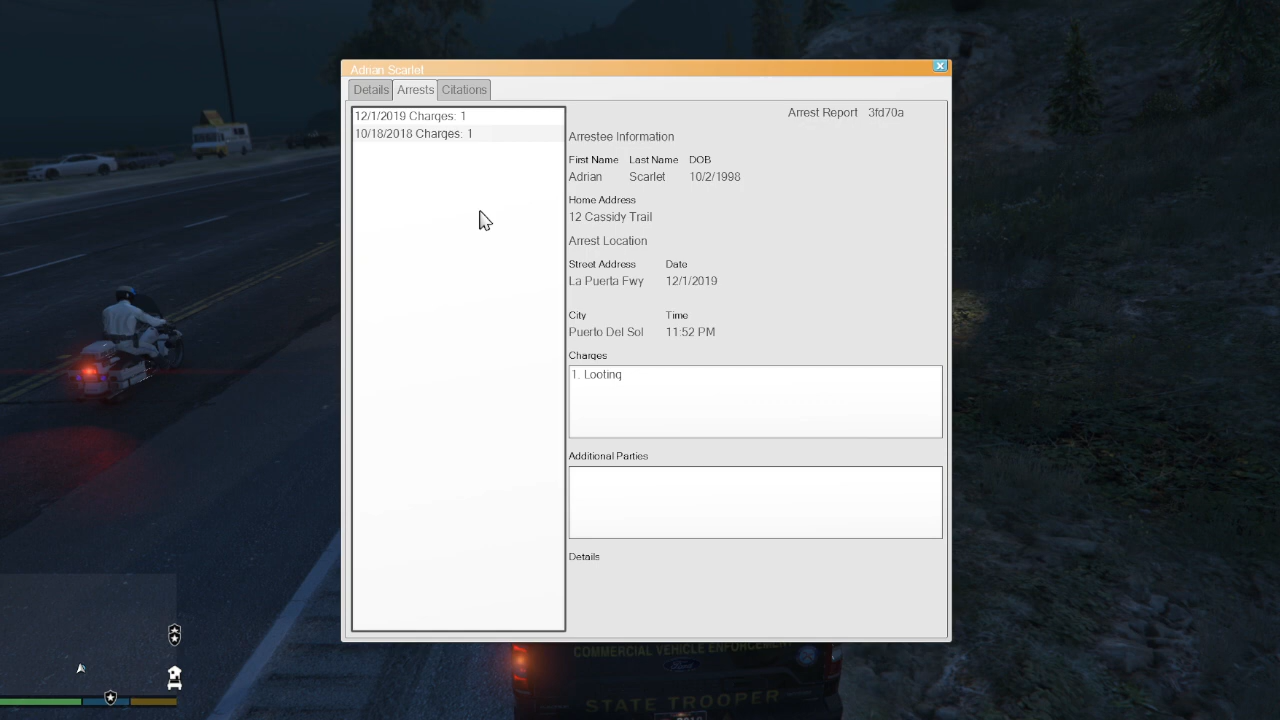 Adrian Scarlet
Details Arrests Citations
12/1/2019 Charges: 1
10/18/2018 Charges: 1
Arrest Report 3fd70a
Arrestee Information
First Name Last Name DOB
Adrian Scarlet 10/2/1998
Home Address
12 Cassidy Trail
Arrest Location
Street Address Date
La Puerta Fwy 12/1/2019
City Time
Puerto Del Sol 11:52 PM
Charges
1. Looting
Additional Parties
Details
COMMERCIAL VEHICLE ENFORCEMENT
Ford
STATE TROOPER